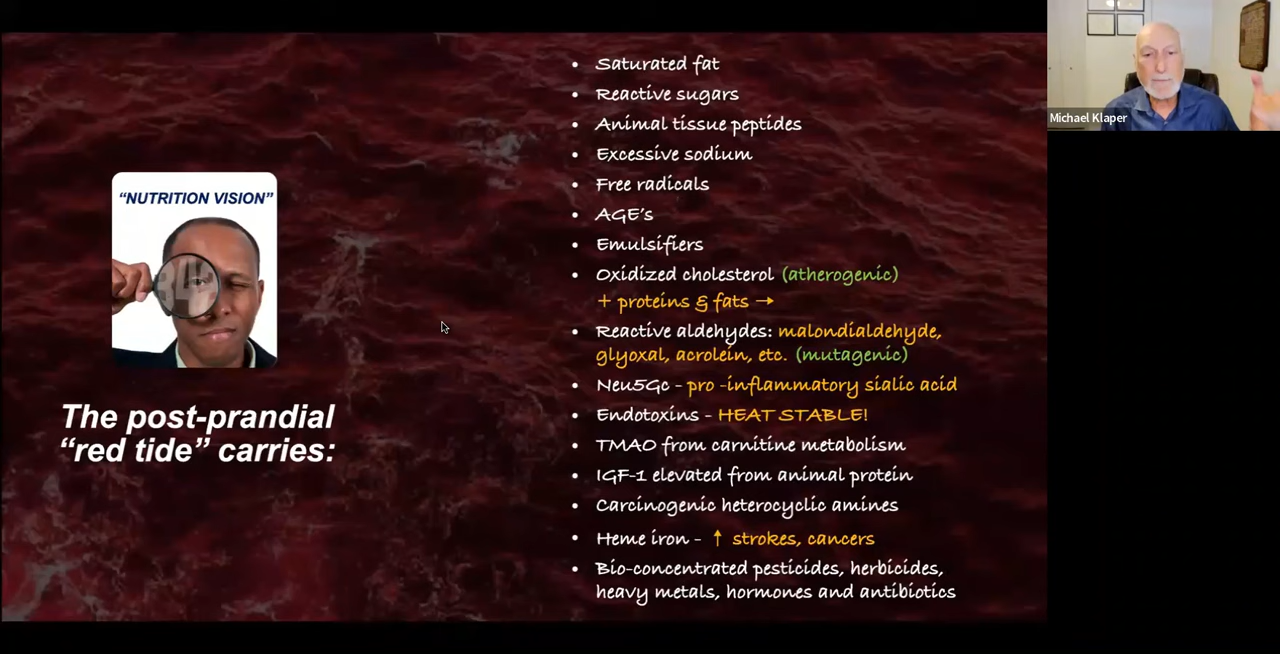 Michael Klaper
“NUTRITION VISION”
The post-prandial
“red tide” carries:
• Saturated fat
• Reactive sugars
• Animal tissue peptides
• Excessive sodium
• Free radicals
• AGE’s
• Emulsifiers
• Oxidized cholesterol (atherogenic)
+ proteins & fats →
• Reactive aldehydes: malondialdehyde,
glyoxal, acrolein, etc. (mutagenic)
• Neu5Gc - pro -inflammatory sialic acid
• Endotoxins - HEAT STABLE!
• TMAO from carnitine metabolism
• IGF-1 elevated from animal protein
• Carcinogenic heterocyclic amines
• Heme iron - ↑ strokes, cancers
• Bio-concentrated pesticides, herbicides,
heavy metals, hormones and antibiotics